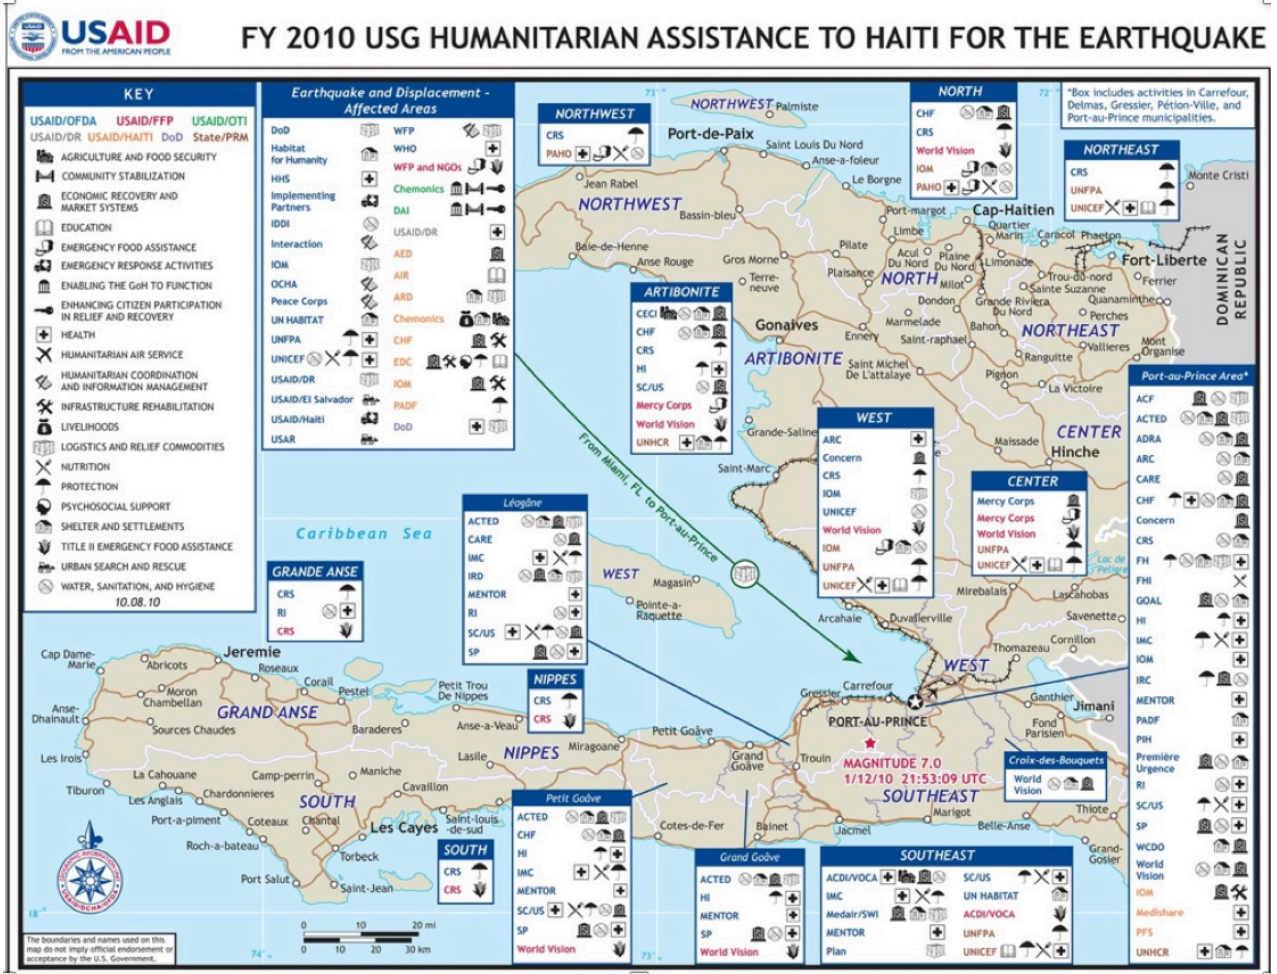 USAID
FROM THE AMERICAN PEOPLE
FY 2010 USG HUMANITARIAN ASSISTANCE TO HAITI FOR THE EARTHQUAKE
KEY
USAID/OFDA USAID/FFP USAID/OTI
USAID/DR USAID/HAITI DoD State/PRM
AGRICULTURE AND FOOD SECURITY
COMMUNITY STABILIZATION
ECONOMIC RECOVERY AND
MARKET SYSTEMS
EDUCATION
EMERGENCY FOOD ASSISTANCE
EMERGENCY RESPONSE ACTIVITIES
ENABLING THE GoH TO FUNCTION
ENHANCING CITIZEN PARTICIPATION
IN RELIEF AND RECOVERY
HEALTH
HUMANITARIAN AIR SERVICE
HUMANITARIAN COORDINATION
AND INFORMATION MANAGEMENT
INFRASTRUCTURE REHABILITATION
LIVELIHOODS
LOGISTICS AND RELIEF COMMODITIES
NUTRITION
PROTECTION
PSYCHOSOCIAL SUPPORT
SHELTER AND SETTLEMENTS
TITLE II EMERGENCY FOOD ASSISTANCE
URBAN SEARCH AND RESCUE
WATER, SANITATION, AND HYGIENE
10.08.10
Earthquake and Displacement -
Affected Areas
DoD
Habitat
for Humanity
HHS
Implementing
Partners
IDDI
Interaction
IOM
OCHA
Peace Corps
UN HABITAT
UNFPA
UNICEF
USAID/DR
USAID/El Salvador
USAID/Haiti
USAR
WFP
WHO
WFP and NGOs
Chemonics
DAI
USAID/DR
AED
AIR
ARD
Chemonics
CHF
EDC
IOM
PADF
DoD
NORTHWEST
CRS
PAHO
73°
NORTHWEST
Palmiste
Port-de-Paix
Saint Louis Du Nord
Anse-a-foleur
Le Borgne
Jean Rabel
NORTHWEST
Bassin-bleu
Baie-de-Henne
Anse Rouge
Gros Morne
Terre-
neuve
NORTH
CHF
CRS
World Vision
IOM
PAHO
72°
*Box includes activities in Carrefour,
Delmas, Gressier, Pétion-Ville, and
Port-au-Prince municipalities.
NORTHEAST
CRS
UNFPA
UNICEF
Monte Cristi
DOMINICAN
REPUBLIC
Port-margot
Cap-Haitien
Limbe
Quartier
Marin
Caracol
Phaeton
Pilate
Acul
Du Nord
Plaine
Du Nord
Limonade
Fort-Liberte
Plaisance
NORTH
Milot
Trou-du-nord
Sainte Suzanne
Ferrier
Dondon
Grande Riviera
Du Nord
Quanaminthe
Perches
Marmelade
Bahon
NORTHEAST
Ennery
Saint-raphael
Vallieres
Mont
Organise
Ranguitte
Saint Michel
De L'attalaye
Pignon
La Victoire
ARTIBONITE
CECI
CHF
CRS
HI
SC/US
Mercy Corps
World Vision
UNHCR
Gonaives
ARTIBONITE
Grande-Saline
Saint-Marc
CENTER
Maissade
Hinche
WEST
ARC
Concern
CRS
IOM
UNICEF
World Vision
IOM
UNFPA
UNICEF
CENTER
Mercy Corps
Mercy Corps
World Vision
UNFPA
UNICEF
Lac de
Peligre
Mirebalais
Lascahobas
Savenette
Cornillon
Thomazeau
Arcahaie
Duvalierville
WEST
From Miami, FL to Port-au-Prince
Caribbean Sea
Port-au-Prince Area*
ACF
ACTED
ADRA
ARC
CARE
CHF
Concern
CRS
FH
FHI
GOAL
HI
IMC
IOM
IRC
MENTOR
PADF
PIH
Première
Urgence
RI
SC/US
SP
WCDO
World
Vision
IOM
Medishare
PFS
UNHCR
Léogâne
ACTED
CARE
IMC
IRD
MENTOR
RI
SC/US
SP
WEST
Magasin
Pointe-a-
Raquette
GRANDE ANSE
CRS
RI
CRS
NIPPES
CRS
CRS
Cap Dame-
Marie
Jeremie
Abricots
Roseaux
Corail
Pestel
Moron
Chambellan
Petit Trou
De Nippes
Anse-
Dhainault
GRAND ANSE
Sources Chaudes
Baraderes
Anse-a-Veau
Les Irois
NIPPES
Lasile
Miragoane
Petit Goâve
Grand
Goâve
Gressier
Carrefour
PORT-AU-PRINCE
MAGNITUDE 7.0
1/12/10 21:53:09 UTC
SOUTHEAST
Trouin
Ganthier
Jimani
Fond
Parisien
Croix-des-Bouquets
World
Vision
Thiote
La Cahouane
Camp-perrin
Maniche
Tiburon
Chardonnieres
Cavaillon
Les Anglais
SOUTH
Port-a-piment
Coteaux
Chantal
Les Cayes
Saint-louis
-de-sud
Roch-a-bateau
Torbeck
Port Salut
Saint-Jean
SOUTH
CRS
CRS
Petit Goâve
ACTED
CHF
HI
IMC
MENTOR
SC/US
SP
World Vision
Cotes-de-Fer
Bainet
Jacmel
Marigot
Belle-Anse
Grand-
Gosier
Grand Goâve
ACTED
HI
MENTOR
SP
World Vision
SOUTHEAST
ACDI/VOCA
IMC
Medair/SWI
MENTOR
Plan
SC/US
UN HABITAT
ACDI/VOCA
UNFPA
UNICEF
18°
74°
73°
0 10 20 mi
0 10 20 30 km
The boundaries and names used on this
map do not imply official endorsement or
acceptance by the U.S. Government.